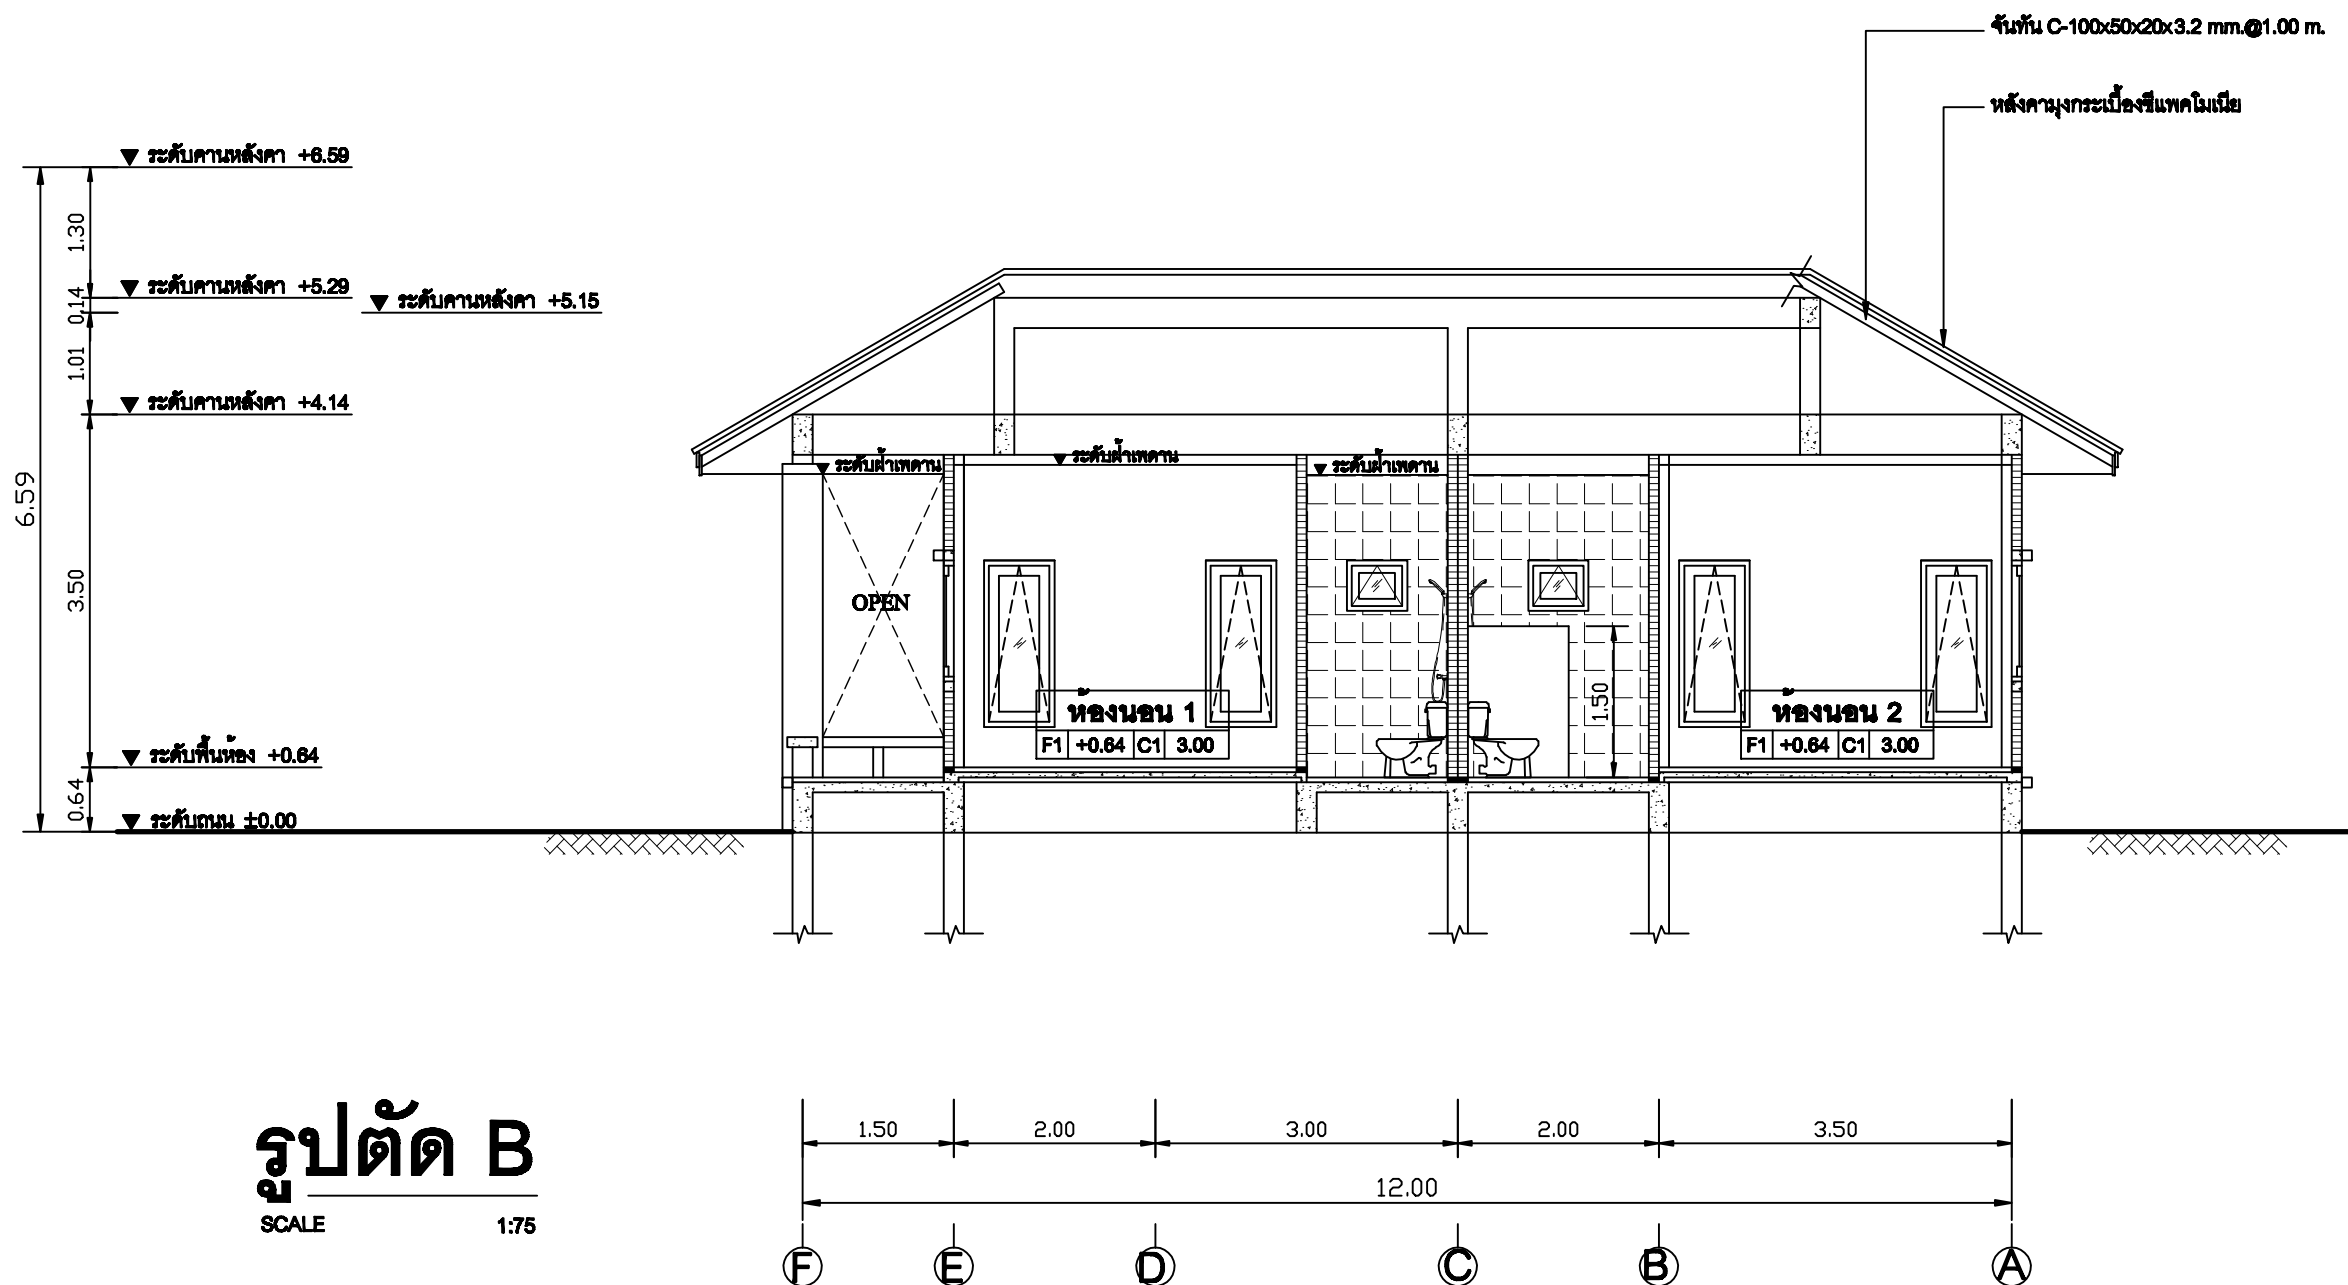 จันทัน C-100x50x20x3.2 mm.@1.00 m.
หลังคามุงกระเบื้องซีแพคโมเนีย
ระดับคานหลังคา +6.59
1.30
ระดับคานหลังคา +5.29
0.14
ระดับคานหลังคา +5.15
1.01
ระดับคานหลังคา +4.14
6.59
3.50
ระดับฝ้าเพดาน
ระดับฝ้าเพดาน
ระดับฝ้าเพดาน
OPEN
1.50
ห้องนอน 1
F1 +0.64 C1 3.00
ห้องนอน 2
F1 +0.64 C1 3.00
ระดับพื้นห้อง +0.64
0.64
ระดับถนน ±0.00
รูปตัด B
SCALE 1:75
1.50 2.00 3.00 2.00 3.50
12.00
F E D C B A